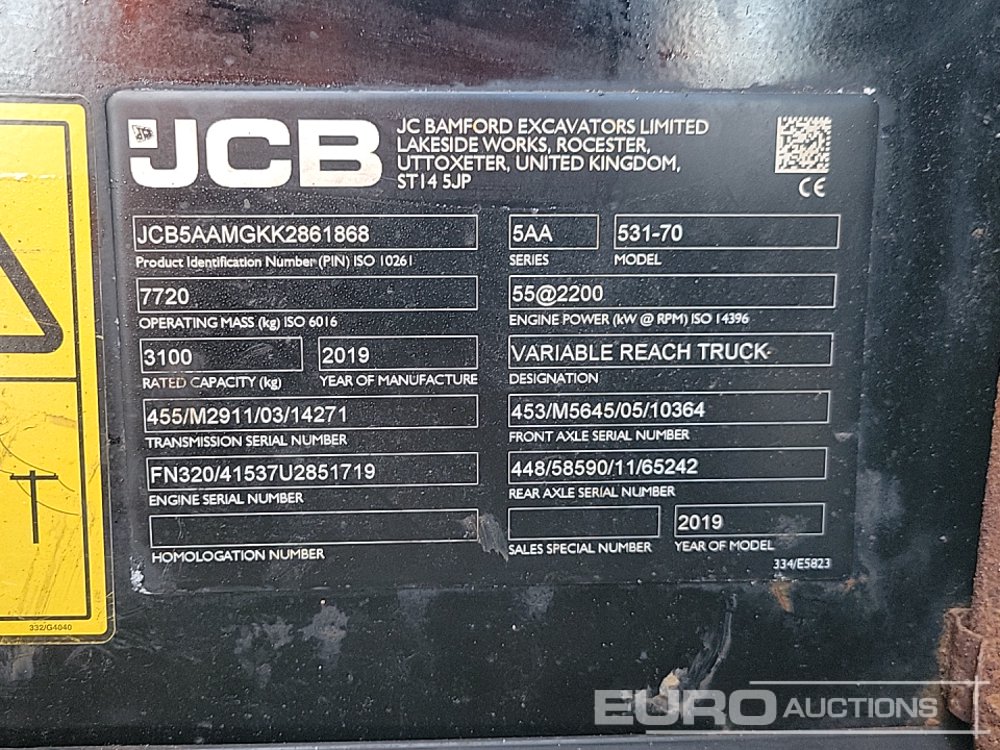 JCB
JC BAMFORD EXCAVATORS LIMITED
LAKESIDE WORKS, ROCESTER,
UTTOXETER, UNITED KINGDOM,
ST14 5JP
CE
JCB5AAMGKK2861868
Product Identification Number (PIN) ISO 10261
5AA
SERIES
531-70
MODEL
7720
OPERATING MASS (kg) ISO 6016
55@2200
ENGINE POWER (kW @ RPM) ISO 14396
3100
RATED CAPACITY (kg)
2019
YEAR OF MANUFACTURE
VARIABLE REACH TRUCK
DESIGNATION
455/M2911/03/14271
TRANSMISSION SERIAL NUMBER
453/M5645/05/10364
FRONT AXLE SERIAL NUMBER
FN320/41537U2851719
ENGINE SERIAL NUMBER
448/58590/11/65242
REAR AXLE SERIAL NUMBER
HOMOLOGATION NUMBER
SALES SPECIAL NUMBER
2019
YEAR OF MODEL
334/E5823
332/G4040
EURO AUCTIONS